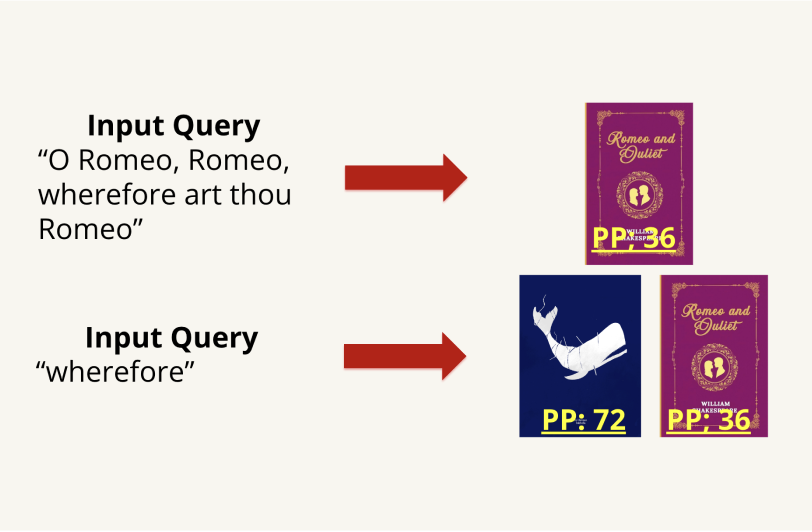 Input Query
“O Romeo, Romeo,
wherefore art thou
Romeo”
Romeo and
Juliet
WILLIAM
SHAKESPEARE
PP; 36
Input Query
“wherefore”
PP: 72
Romeo and
Juliet
WILLIAM
SHAKESPEARE
PP; 36